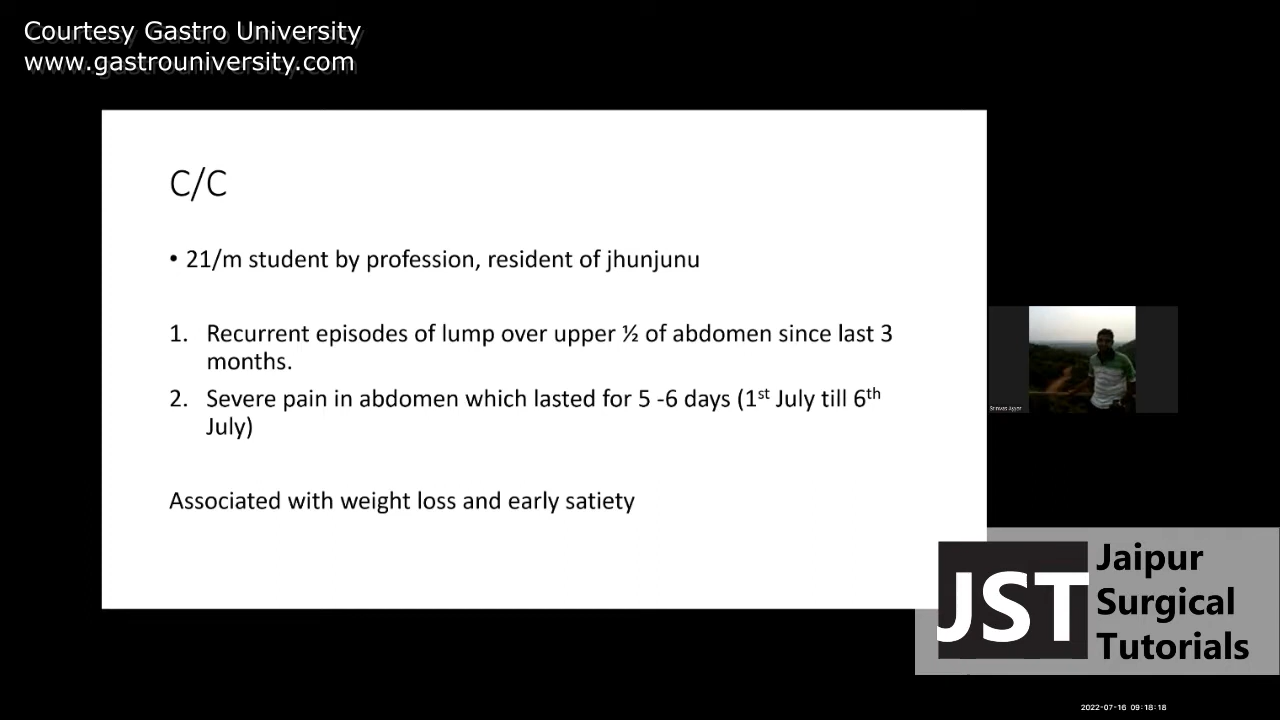 Courtesy Gastro University
www.gastrouniversity.com
C/C
• 21/m student by profession, resident of jhunjunu
1. Recurrent episodes of lump over upper ½ of abdomen since last 3
months.
2. Severe pain in abdomen which lasted for 5 -6 days (1st July till 6th
July)
Associated with weight loss and early satiety
JST
Jaipur
Surgical
Tutorials
2022-07-16 09:18:18